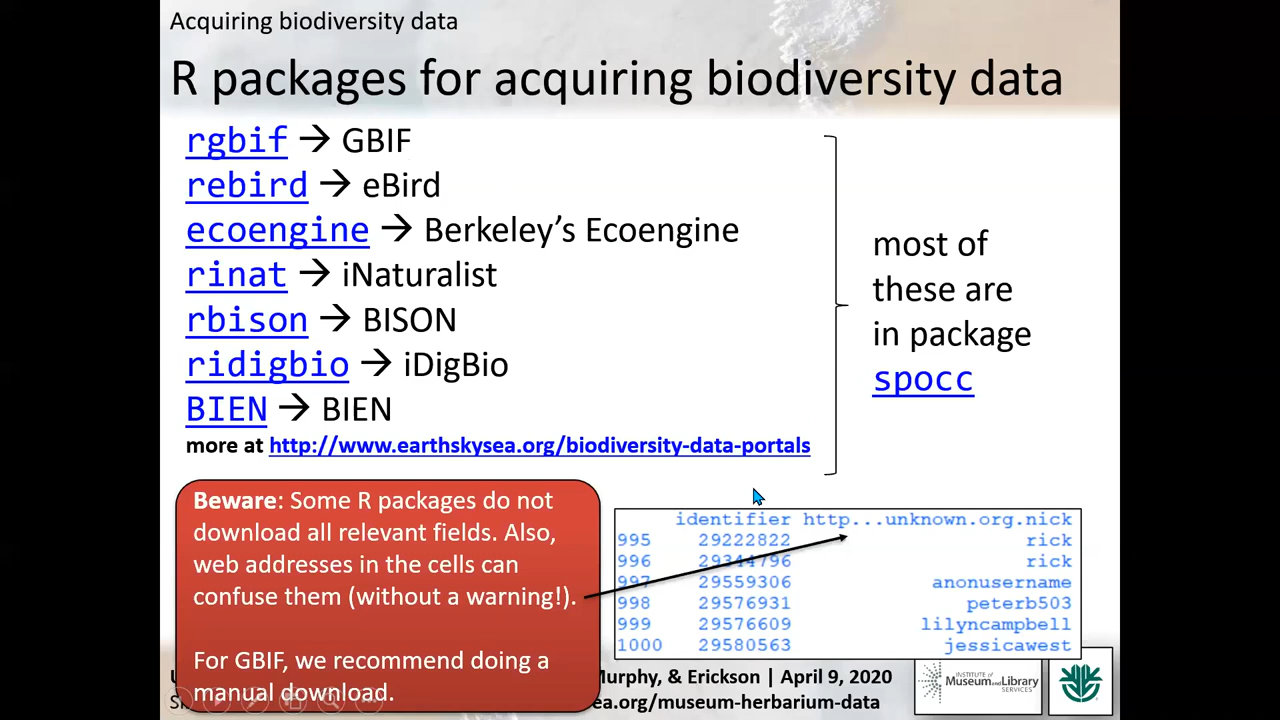 Acquiring biodiversity data
R packages for acquiring biodiversity data
rgbif → GBIF
rebird → eBird
ecoengine → Berkeley's Ecoengine
rinat → iNaturalist
rbison → BISON
ridigbio → iDigBio
BIEN → BIEN
more at http://www.earthskysea.org/biodiversity-data-portals
most of
these are
in package
spocc
Beware: Some R packages do not
download all relevant fields. Also,
web addresses in the cells can
confuse them (without a warning!).
For GBIF, we recommend doing a
manual download.
identifier http...unknown.org.nick
995 29222822 rick
996 29344796 rick
997 29559306 anonusername
998 29576931 peterb503
999 29576609 lilyncampbell
1000 29580563 jessicawest
Murphy, & Erickson | April 9, 2020
ea.org/museum-herbarium-data
INSTITUTE of
Museum and Library
SERVICES